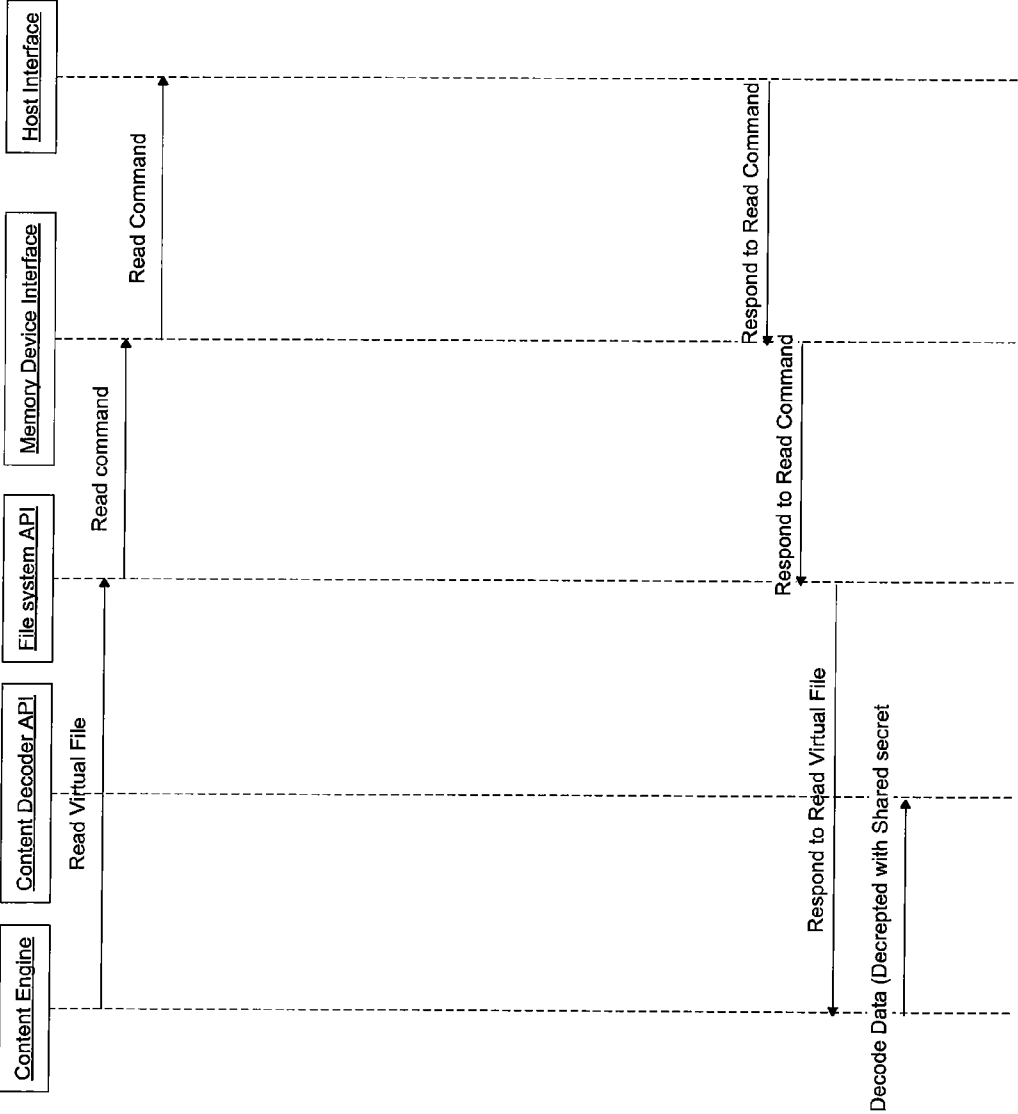 Content Engine
Content Decoder API
File system API
Memory Device Interface
Host Interface
Read Virtual File
Read command
Read Command
Respond to Read Command
Respond to Read Command
Respond to Read Virtual File
Decode Data (Decrepted with Shared secret